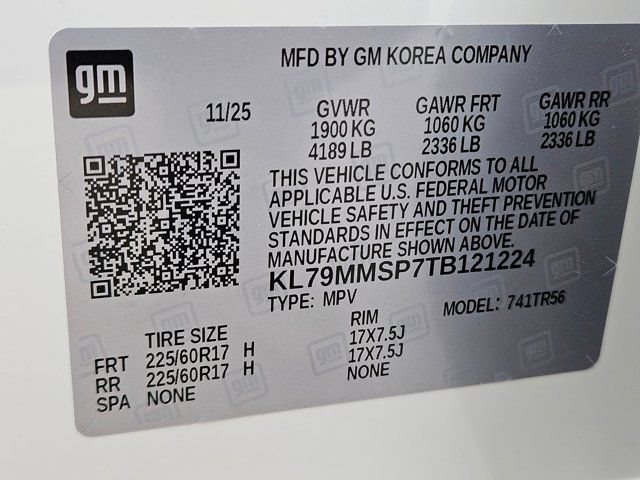 gm
MFD BY GM KOREA COMPANY
11/25 GVWR GAWR FRT GAWR RR
1900 KG 1060 KG 1060 KG
4189 LB 2336 LB 2336 LB
THIS VEHICLE CONFORMS TO ALL
APPLICABLE U.S. FEDERAL MOTOR
VEHICLE SAFETY AND THEFT PREVENTION
STANDARDS IN EFFECT ON THE DATE OF
MANUFACTURE SHOWN ABOVE.
KL79MMSP7TB121224
TYPE: MPV MODEL: 741TR56
TIRE SIZE RIM
FRT 225/60R17 H 17X7.5J
RR 225/60R17 H 17X7.5J
SPA NONE NONE